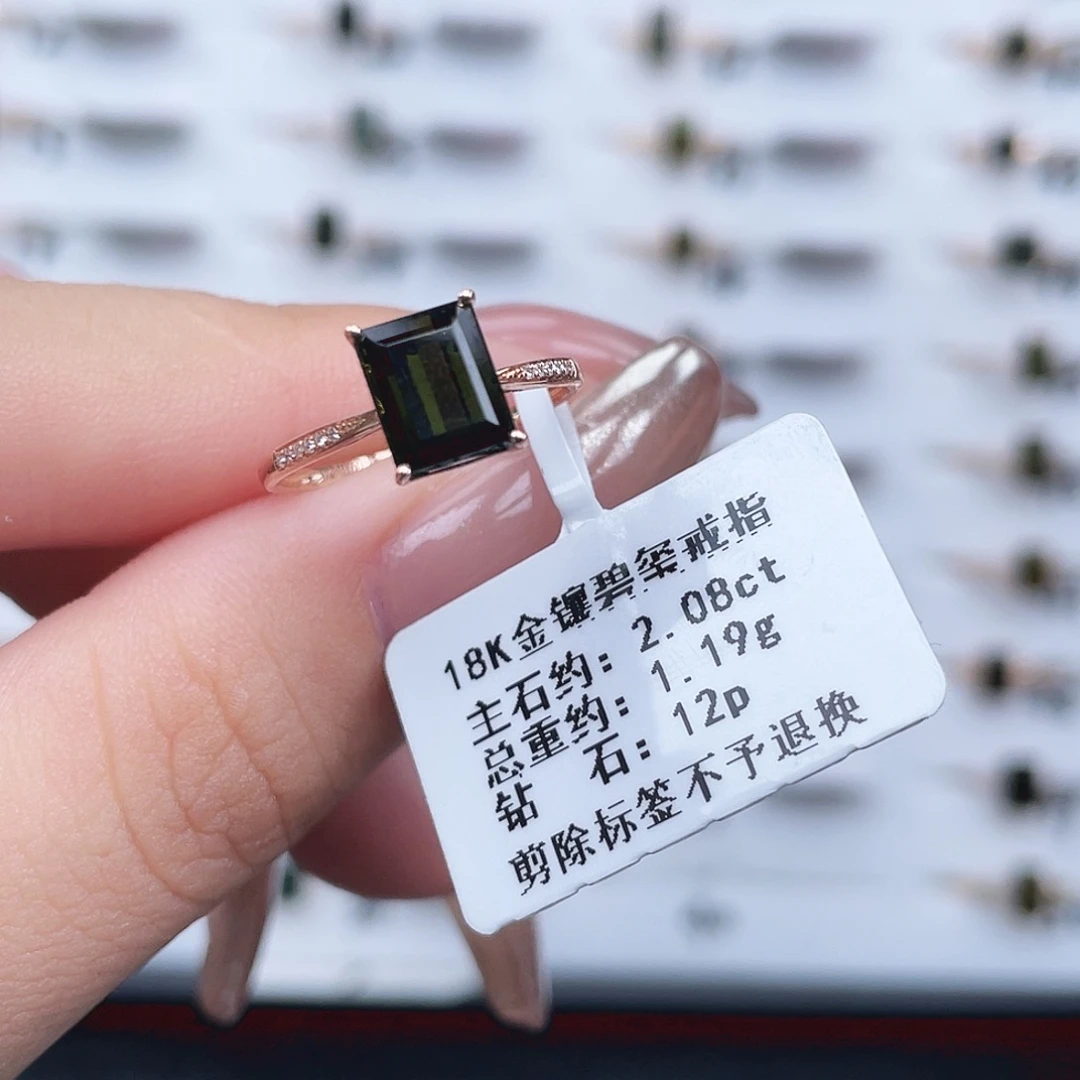 18K金镶碧玺戒指
主石约: 2.08ct
总重约: 1.19g
钻 石: 12p
剪除标签不予退换